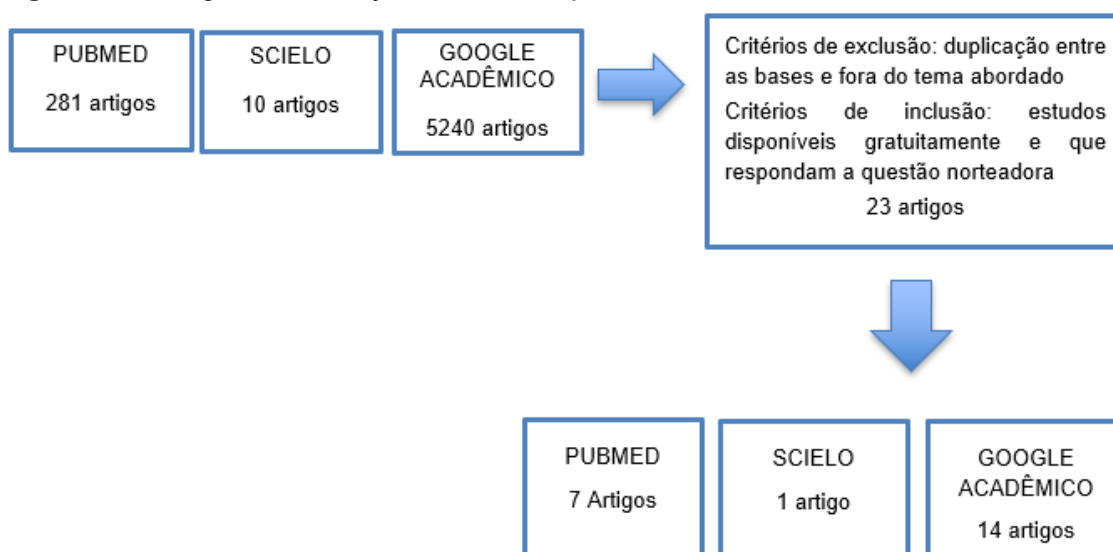 PUBMED
281 artigos
SCIELO
10 artigos
GOOGLE
ACADÊMICO
5240 artigos
Critérios de exclusão: duplicação entre
as bases e fora do tema abordado
Critérios de inclusão: estudos
disponíveis gratuitamente e que
respondam a questão norteadora
23 artigos
PUBMED
7 Artigos
SCIELO
1 artigo
GOOGLE
ACADÊMICO
14 artigos